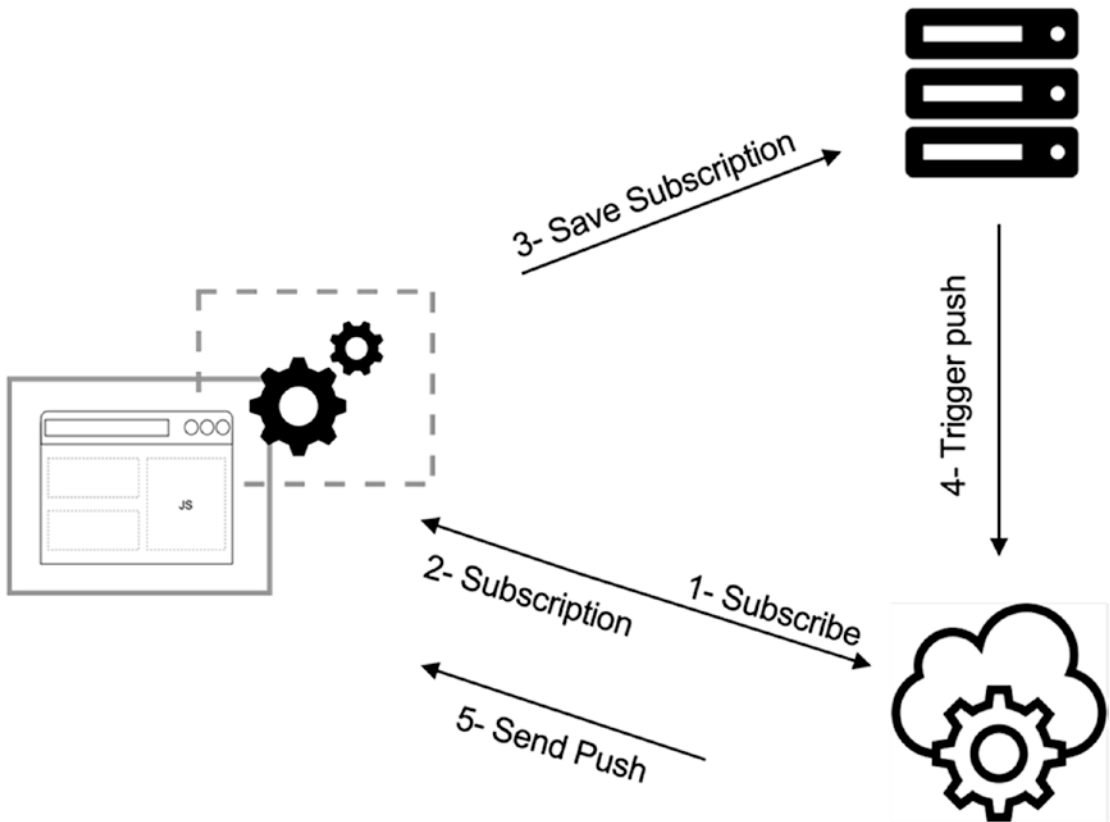 3- Save Subscription
4- Trigger push
JS
2- Subscription
1- Subscribe
5- Send Push